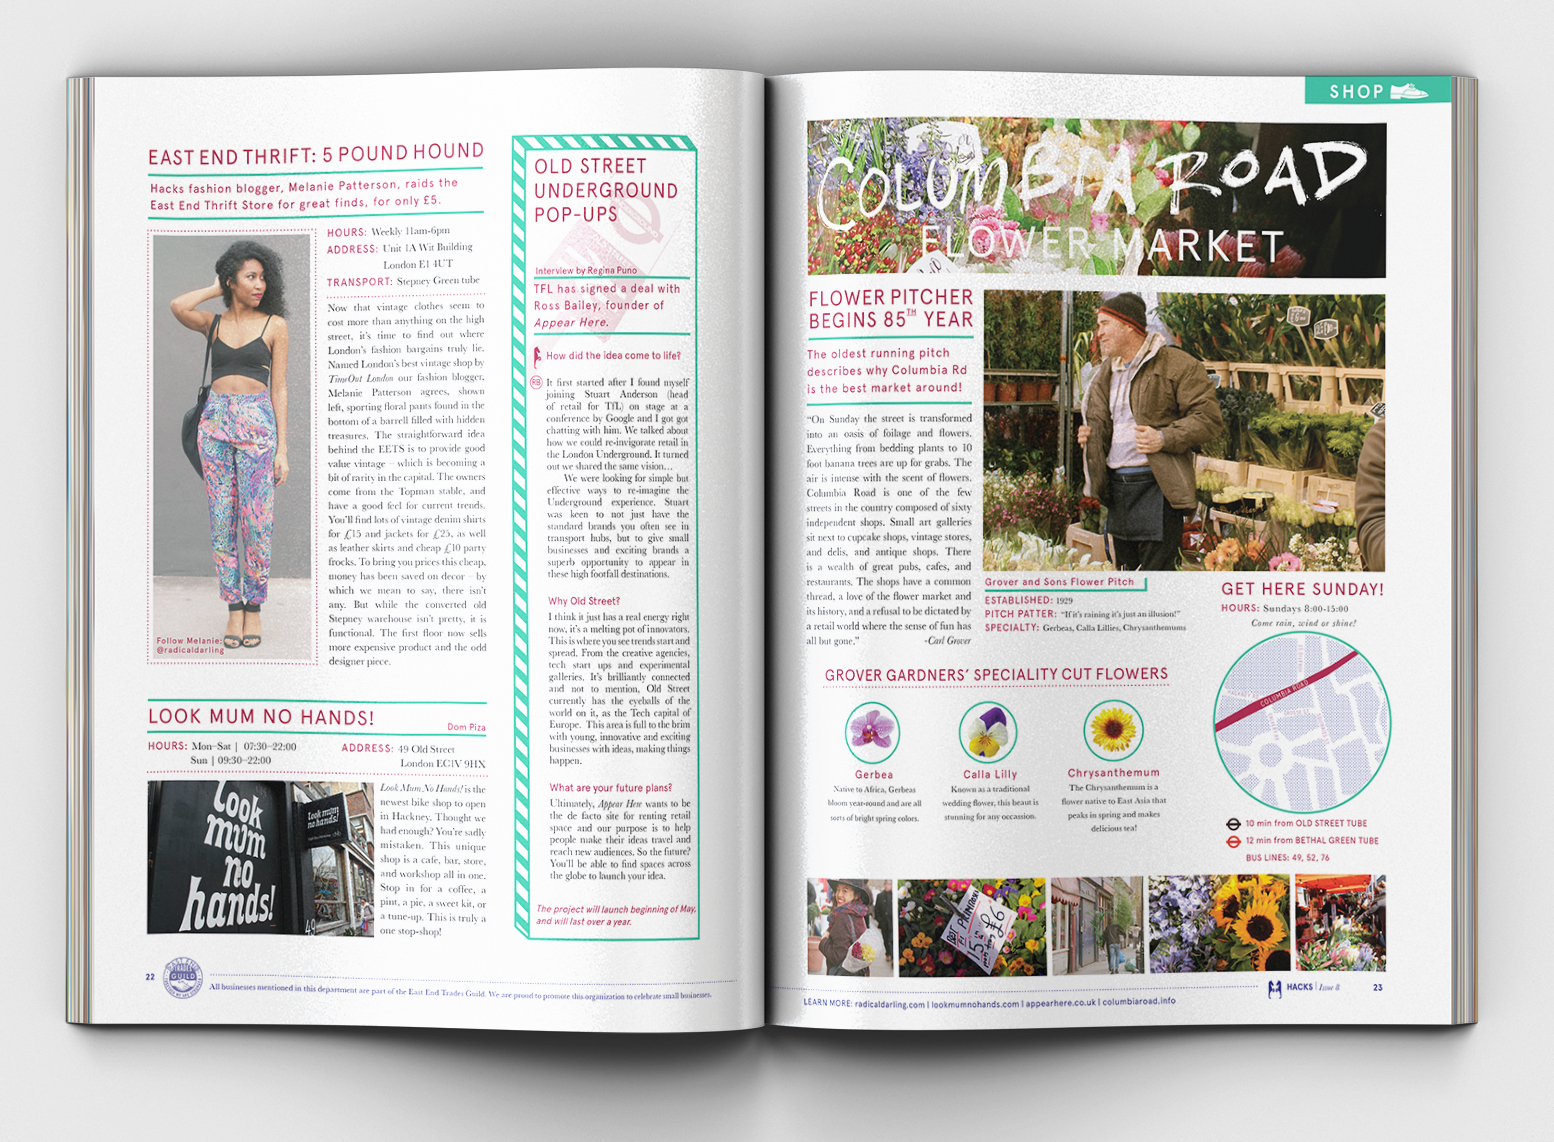 EAST END THRIFT: 5 POUND HOUND
Hacks fashion blogger, Melanie Patterson, raids the
East End Thrift Store for great finds, for only £5.
HOURS: Weekly 11am-6pm
ADDRESS: Unit 1A Wit Building
London E1 4UT
TRANSPORT: Stepney Green tube
Now that vintage clothes seem to
cost more than anything on the high
street, it's time to find out where
London's fashion bargains truly lie.
Named London's best vintage shop by
TimeOut London our fashion blogger,
Melanie Patterson agrees, shown
left, sporting floral pants found in the
bottom of a barrell filled with hidden
treasures. The straightforward idea
behind the EETS is to provide good
value vintage – which is becoming a
bit of rarity in the capital. The owners
come from the Topman stable, and
have a good feel for current trends.
You'll find lots of vintage denim shirts
for £15 and jackets for £25, as well
as leather skirts and cheap £10 party
frocks. To bring you prices this cheap,
money has been saved on decor – by
which we mean to say, there isn't
any. But while the converted old
Stepney warehouse isn't pretty, it is
functional. The first floor now sells
more expensive product and the odd
designer piece.
Follow Melanie:
@radicaldarling
LOOK MUM NO HANDS!
Dom Piza
HOURS: Mon–Sat | 07:30–22:00
Sun | 09:30–22:00
ADDRESS: 49 Old Street
London EC1V 9HX
Look
mum
no
hands!
Look mum
no hands!
49
Look Mum No Hands! is the
newest bike shop to open
in Hackney. Thought we
had enough? You're sadly
mistaken. This unique
shop is a cafe, bar, store,
and workshop all in one.
Stop in for a coffee, a
pint, a pie, a sweet kit, or
a tune-up. This is truly a
one stop-shop!
OLD STREET
UNDERGROUND
POP-UPS
Interview by Regina Puno
TFL has signed a deal with
Ross Bailey, founder of
Appear Here.
How did the idea come to life?
RB
It first started after I found myself
joining Stuart Anderson (head
of retail for TfL) on stage at a
conference by Google and I got got
chatting with him. We talked about
how we could re-invigorate retail in
the London Underground. It turned
out we shared the same vision...
We were looking for simple but
effective ways to re-imagine the
Underground experience. Stuart
was keen to not just have the
standard brands you often see in
transport hubs, but to give small
businesses and exciting brands a
superb opportunity to appear in
these high footfall destinations.
Why Old Street?
I think it just has a real energy right
now, it's a melting pot of innovators.
This is where you see trends start and
spread. From the creative agencies,
tech start ups and experimental
galleries. It's brilliantly connected
and not to mention, Old Street
currently has the eyeballs of the
world on it, as the Tech capital of
Europe. This area is full to the brim
with young, innovative and exciting
businesses with ideas, making things
happen.
What are your future plans?
Ultimately, Appear Here wants to be
the de facto site for renting retail
space and our purpose is to help
people make their ideas travel and
reach new audiences. So the future?
You'll be able to find spaces across
the globe to launch your idea.
The project will launch beginning of May,
and will last over a year.
22
EAST END
TRADES
GUILD
All businesses mentioned in this department are part of the East End Trades Guild. We are proud to promote this organization to celebrate small businesses.
SHOP
COLUMBIA ROAD
FLOWER MARKET
FLOWER PITCHER
BEGINS 85TH YEAR
The oldest running pitch
describes why Columbia Rd
is the best market around!
"On Sunday the street is transformed
into an oasis of foilage and flowers.
Everything from bedding plants to 10
foot banana trees are up for grabs. The
air is intense with the scent of flowers.
Columbia Road is one of the few
streets in the country composed of sixty
independent shops. Small art galleries
sit next to cupcake shops, vintage stores,
and delis, and antique shops. There
is a wealth of great pubs, cafes, and
restaurants. The shops have a common
thread, a love of the flower market and
its history, and a refusal to be dictated by
a retail world where the sense of fun has
all but gone."
-Carl Grover
Grover and Sons Flower Pitch
ESTABLISHED: 1929
PITCH PATTER: "If it's raining it's just an illusion!"
SPECIALTY: Gerbeas, Calla Lillies, Chrysanthemums
GET HERE SUNDAY!
HOURS: Sundays 8:00-15:00
Come rain, wind or shine!
COLUMBIA ROAD
GROVER GARDNERS' SPECIALITY CUT FLOWERS
Gerbea
Native to Africa, Gerbeas
bloom year-round and are all
sorts of bright spring colors.
Calla Lilly
Known as a traditional
wedding flower, this beaut is
stunning for any occassion.
Chrysanthemum
The Chrysanthemum is a
flower native to East Asia that
peaks in spring and makes
delicious tea!
10 min from OLD STREET TUBE
12 min from BETHAL GREEN TUBE
BUS LINES: 49, 52, 76
£6
LEARN MORE: radicaldarling.com | lookmumnohands.com | appearhere.co.uk | columbiaroad.info
HACKS | Issue 8
23